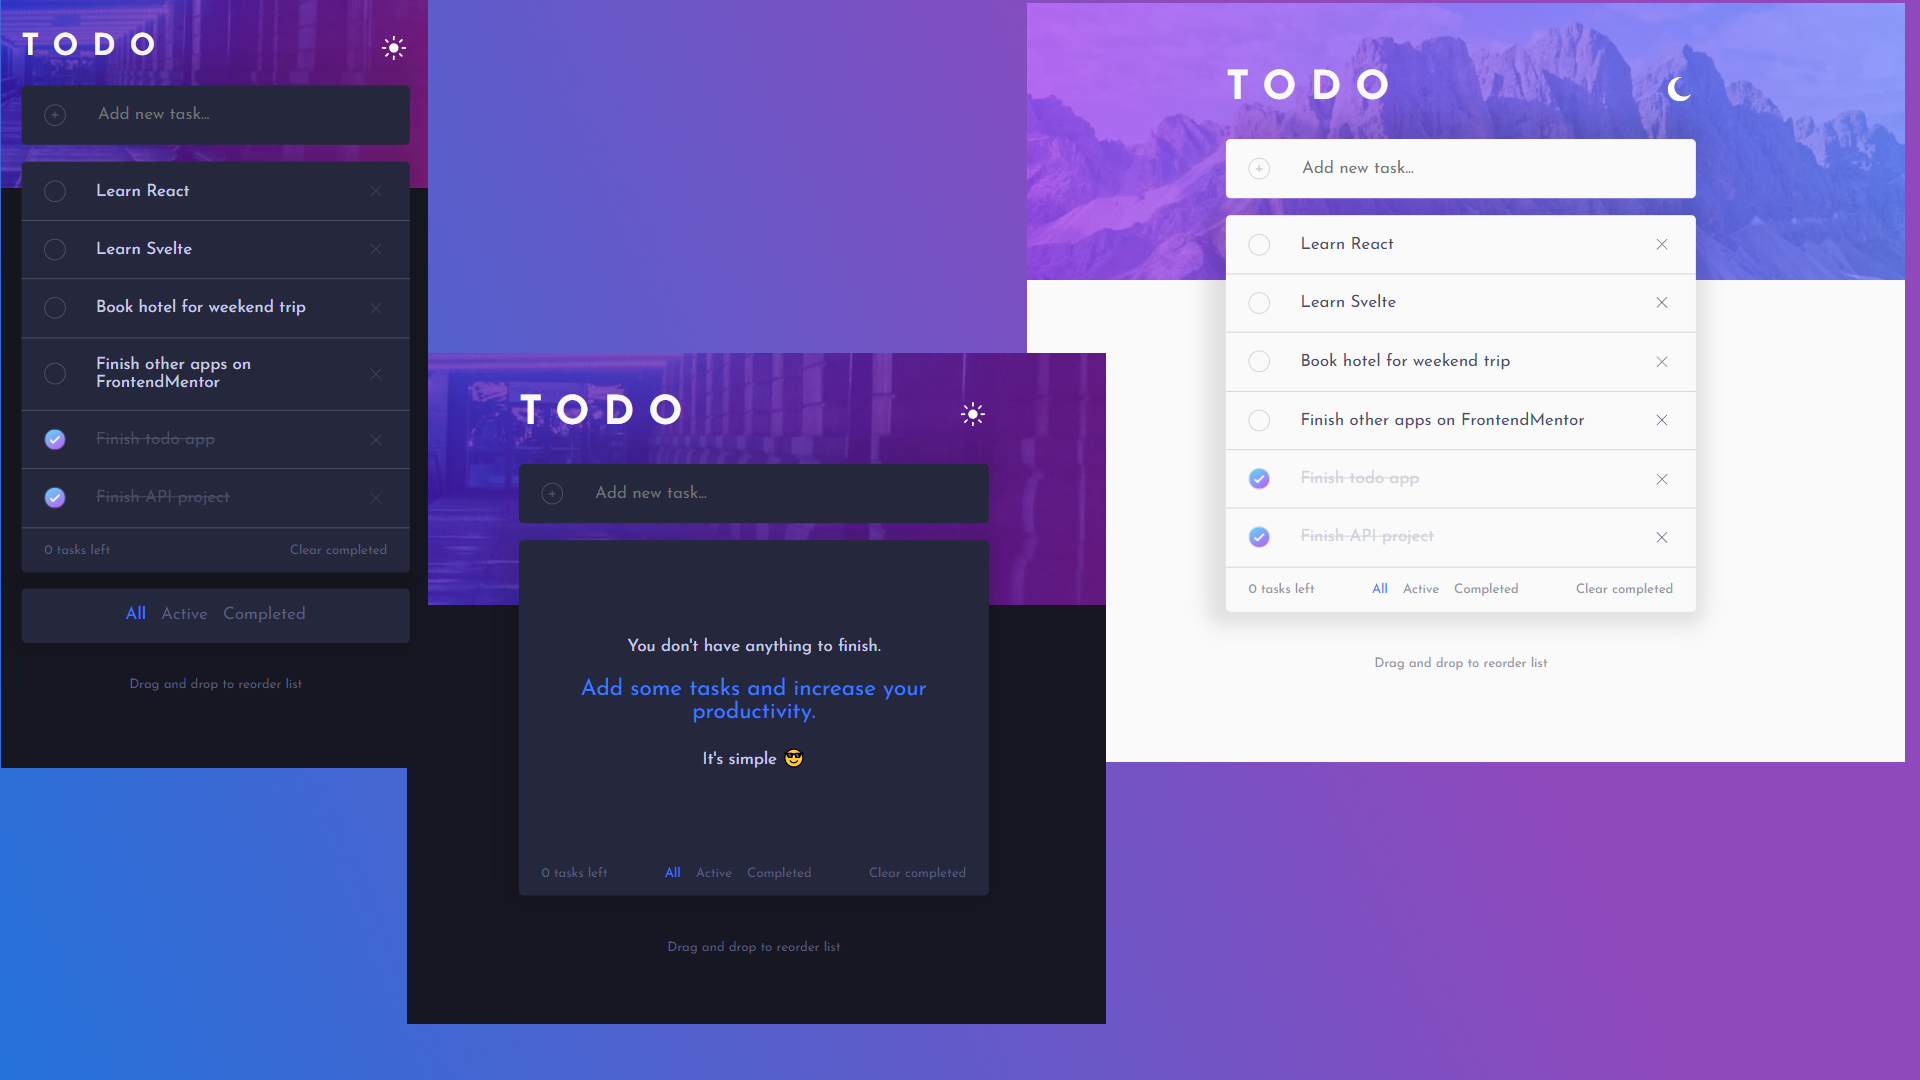 TODO
Add new task...
Learn React
Learn Svelte
Book hotel for weekend trip
Finish other apps on
FrontendMentor
Finish todo app
Finish API project
0 tasks left Clear completed
All Active Completed
Drag and drop to reorder list
TODO
Add new task...
You don't have anything to finish.
Add some tasks and increase your
productivity.
It's simple 😎
0 tasks left All Active Completed Clear completed
Drag and drop to reorder list
TODO
Add new task...
Learn React
Learn Svelte
Book hotel for weekend trip
Finish other apps on FrontendMentor
Finish todo app
Finish API project
0 tasks left All Active Completed Clear completed
Drag and drop to reorder list